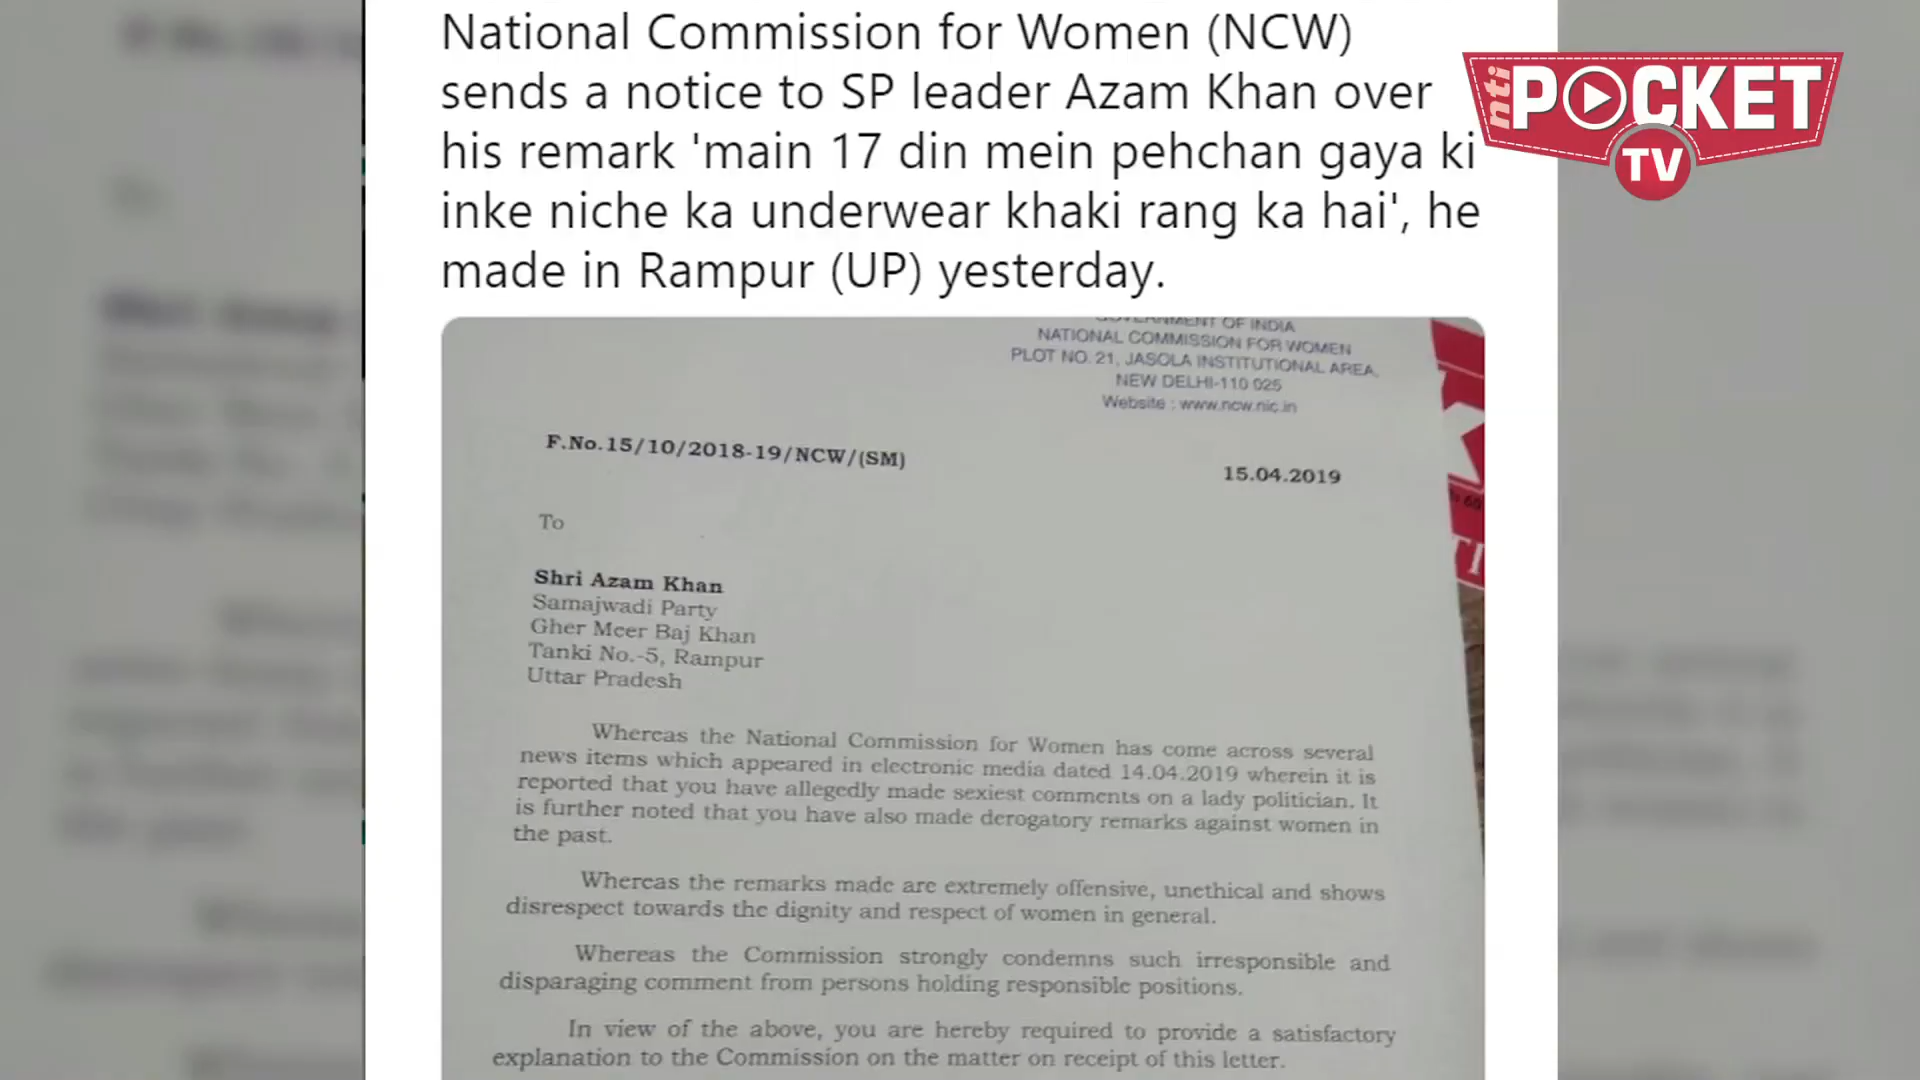 National Commission for Women (NCW)
sends a notice to SP leader Azam Khan over
his remark 'main 17 din mein pehchan gaya ki
inke niche ka underwear khaki rang ka hai', he
made in Rampur (UP) yesterday.
nti
POCKET
TV
GOVERNMENT OF INDIA
NATIONAL COMMISSION FOR WOMEN
PLOT NO. 21, JASOLA INSTITUTIONAL AREA,
NEW DELHI-110 025
Website : www.ncw.nic.in
F.No.15/10/2018-19/NCW/(SM)
15.04.2019
To
Shri Azam Khan
Samajwadi Party
Gher Meer Baj Khan
Tanki No.-5, Rampur
Uttar Pradesh
Whereas the National Commission for Women has come across several
news items which appeared in electronic media dated 14.04.2019 wherein it is
reported that you have allegedly made sexiest comments on a lady politician. It
is further noted that you have also made derogatory remarks against women in
the past.
Whereas the remarks made are extremely offensive, unethical and shows
disrespect towards the dignity and respect of women in general.
Whereas the Commission strongly condemns such irresponsible and
disparaging comment from persons holding responsible positions.
In view of the above, you are hereby required to provide a satisfactory
explanation to the Commission on the matter on receipt of this letter.